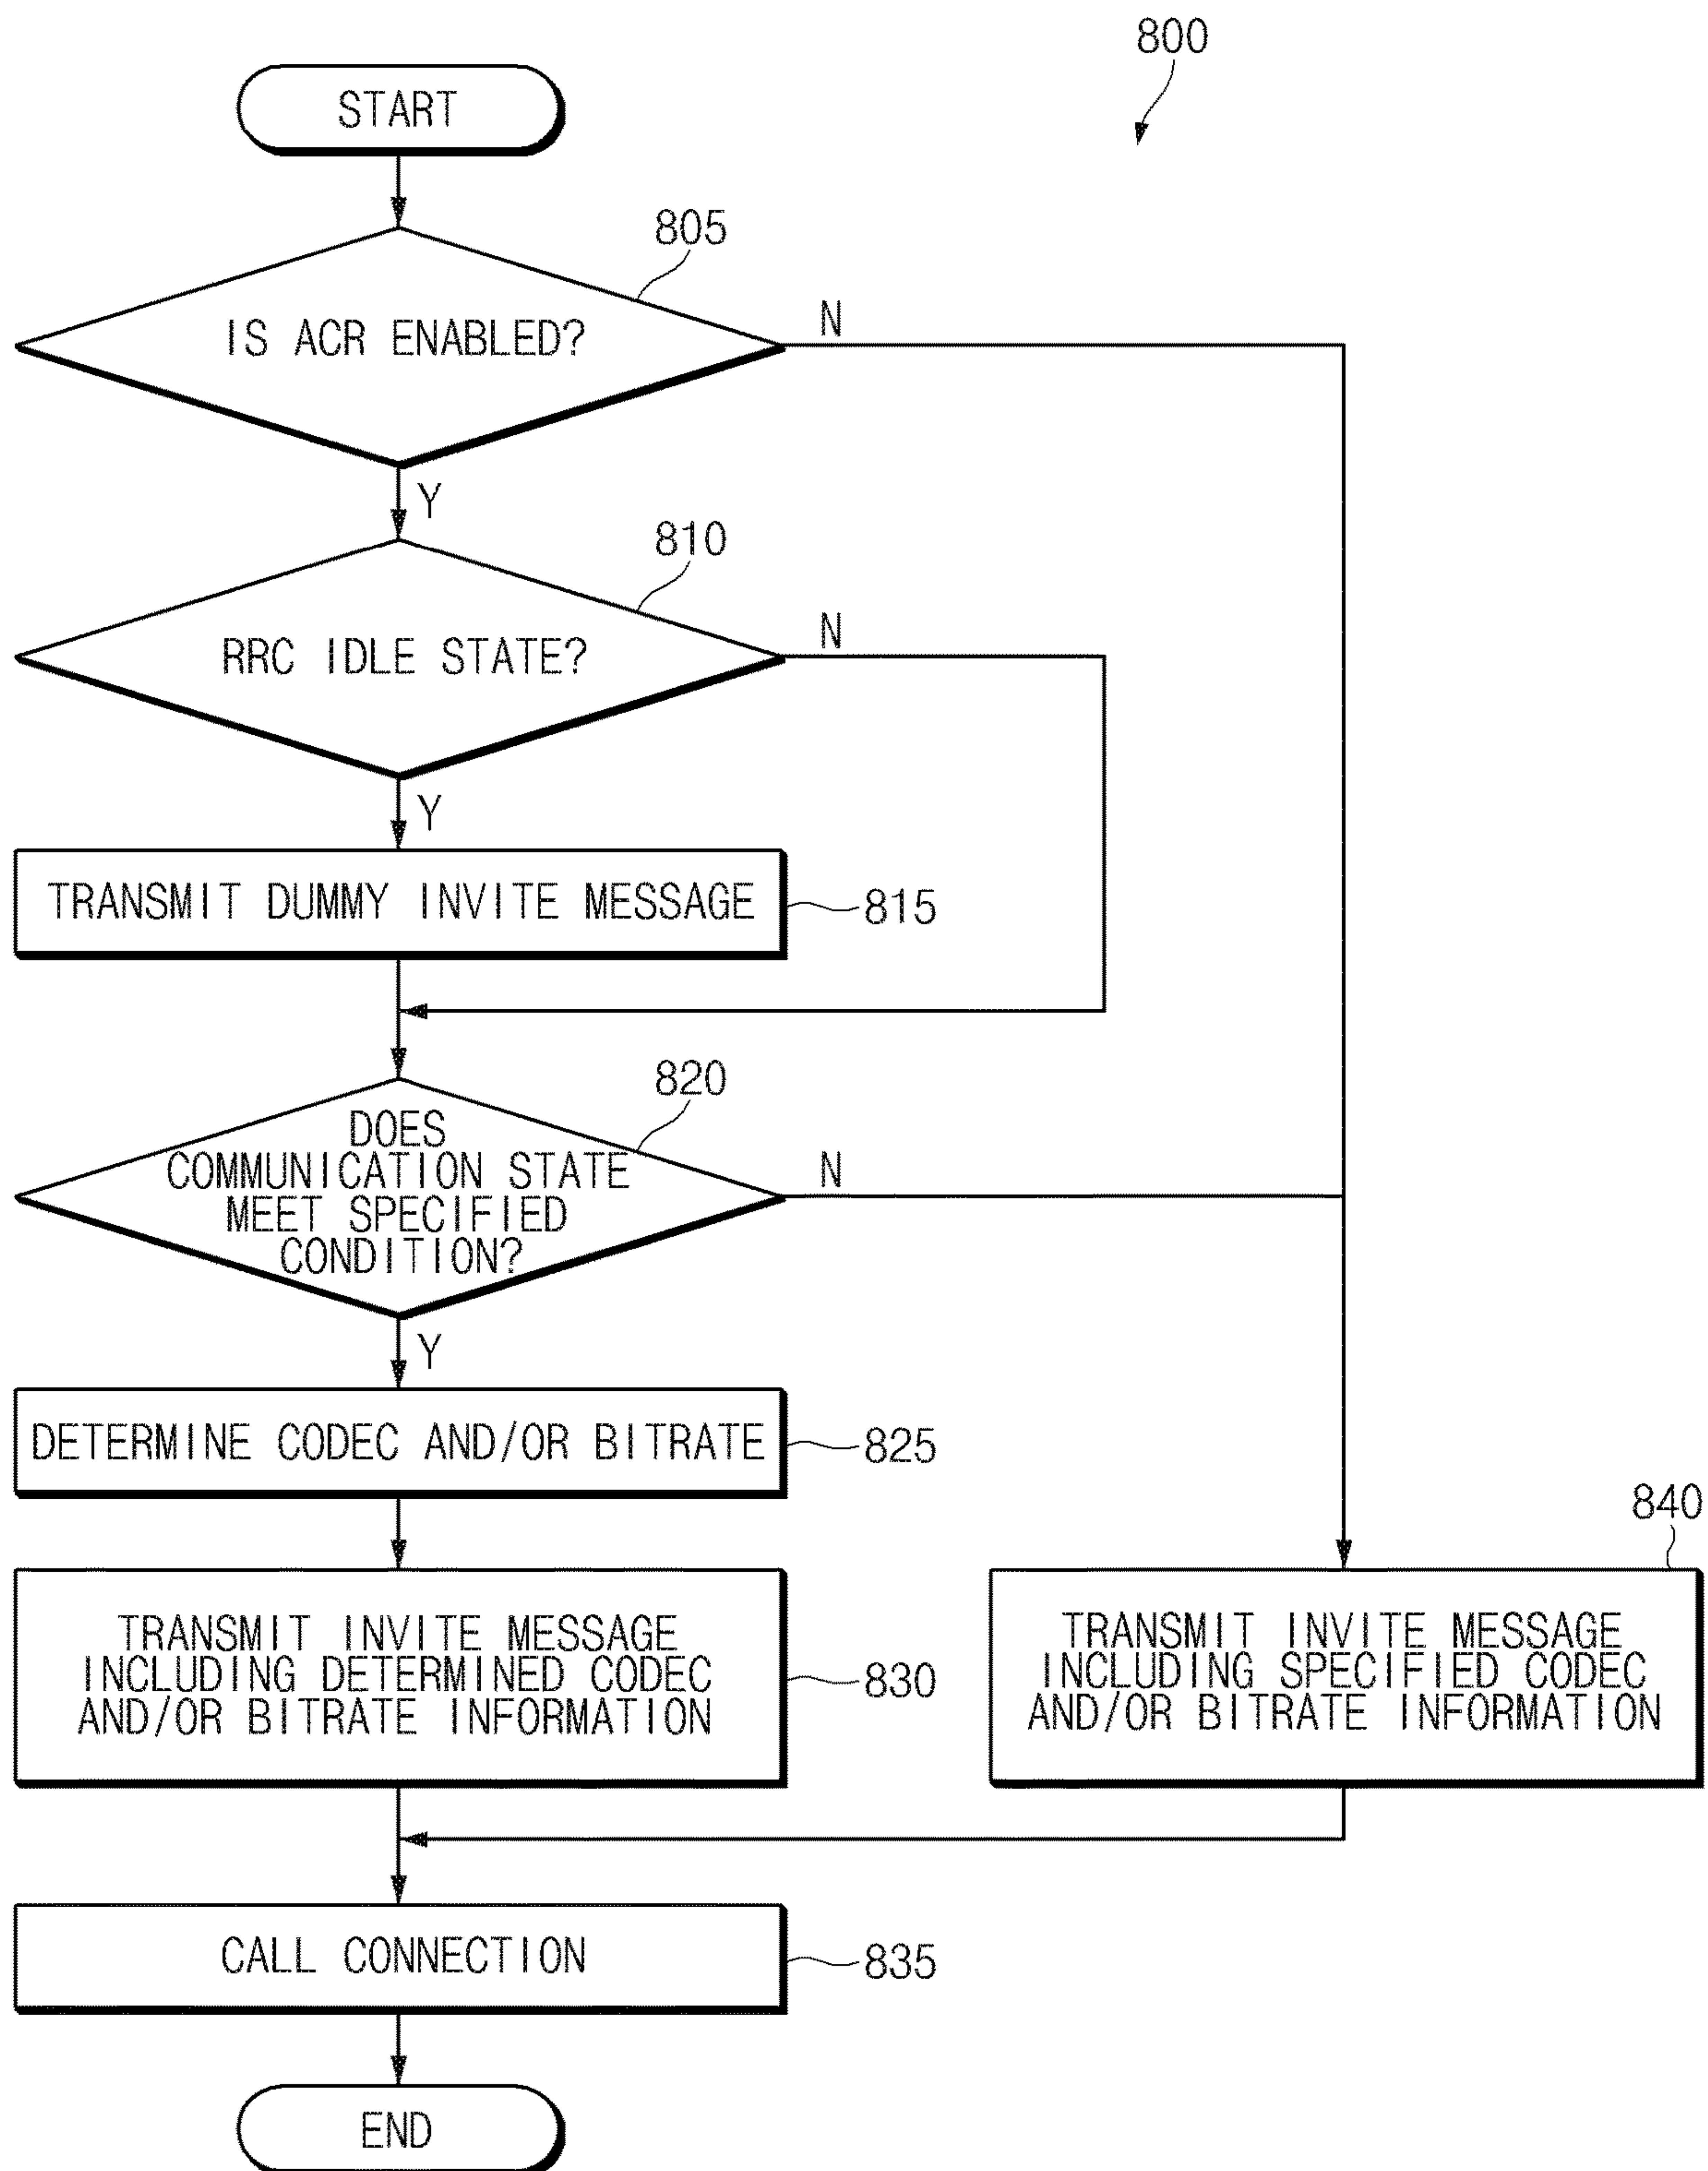 800
START
805
IS ACR ENABLED?
N
Y
810
RRC IDLE STATE?
N
Y
TRANSMIT DUMMY INVITE MESSAGE
815
820
DOES
COMMUNICATION STATE
MEET SPECIFIED
CONDITION?
N
Y
DETERMINE CODEC AND/OR BITRATE
825
TRANSMIT INVITE MESSAGE
INCLUDING DETERMINED CODEC
AND/OR BITRATE INFORMATION
830
840
TRANSMIT INVITE MESSAGE
INCLUDING SPECIFIED CODEC
AND/OR BITRATE INFORMATION
CALL CONNECTION
835
END